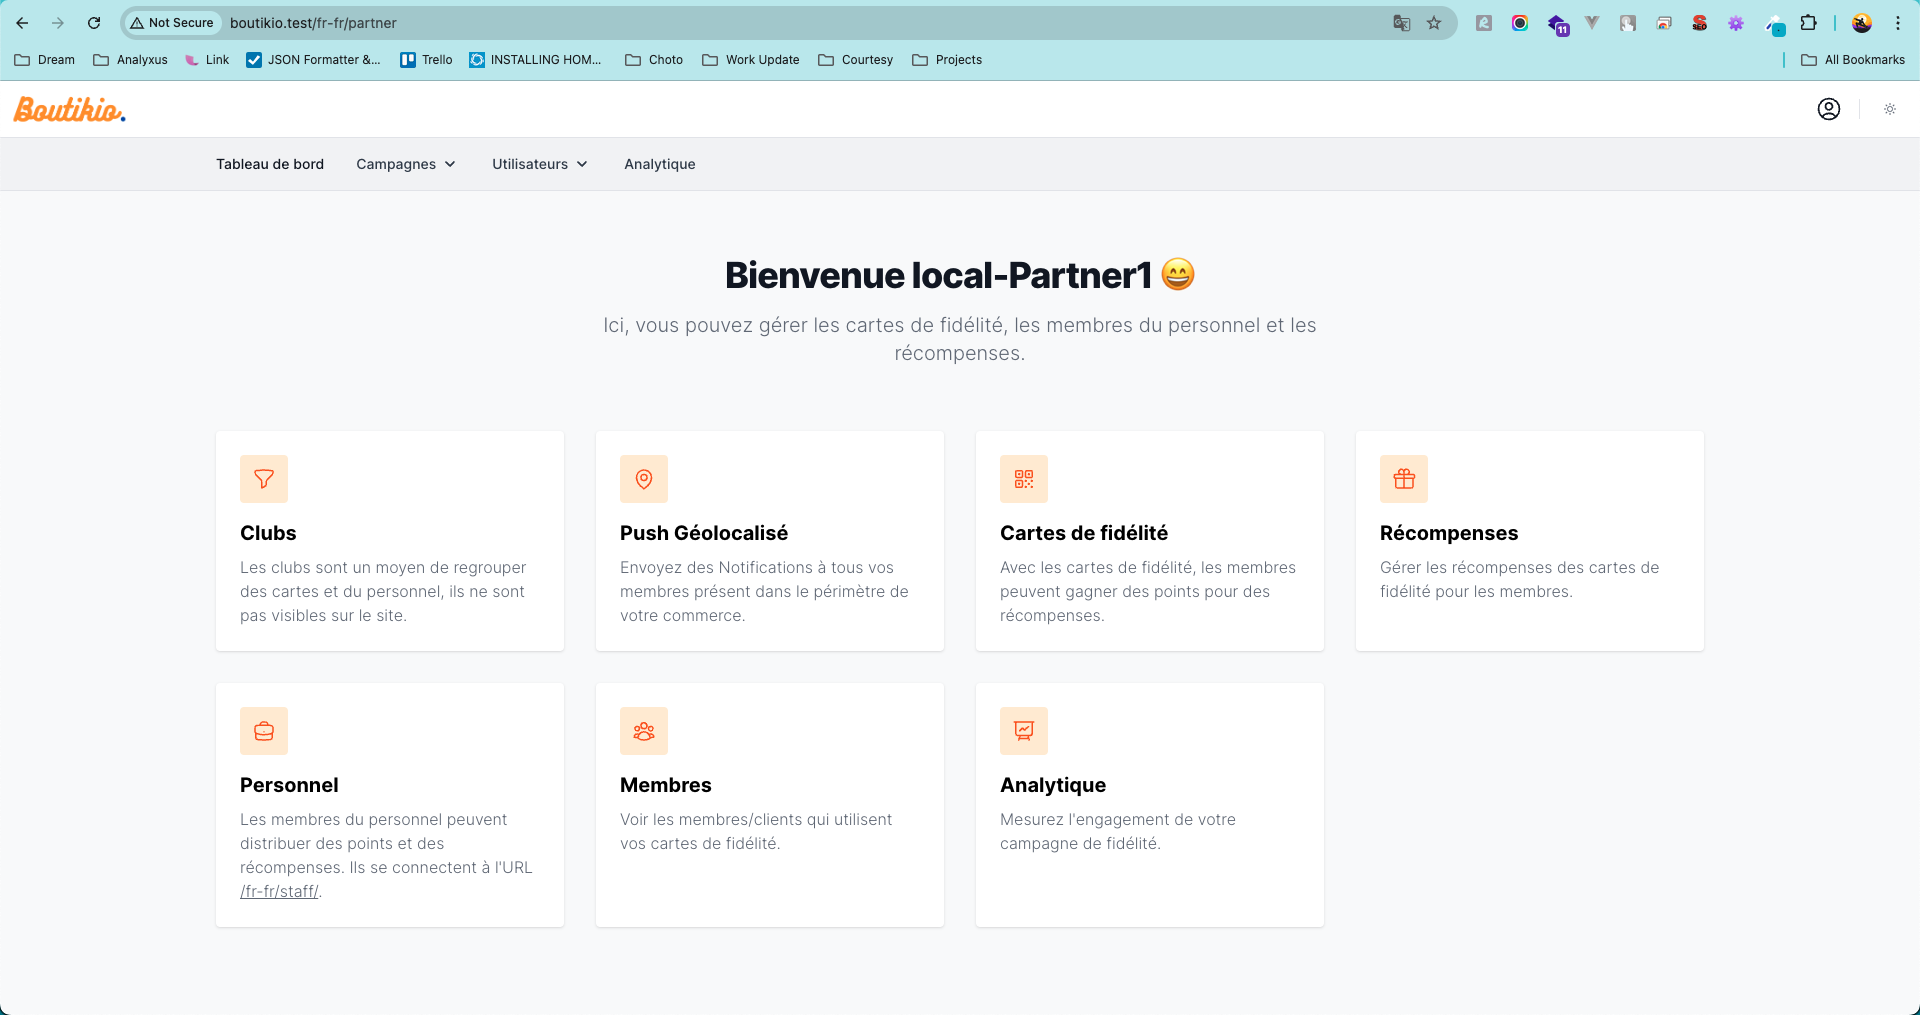 Not Secure
boutikio.test/fr-fr/partner
11
SEO
Dream
Analyxus
Link
JSON Formatter &...
Trello
INSTALLING HOM...
Choto
Work Update
Courtesy
Projects
All Bookmarks
Boutikio.
Tableau de bord
Campagnes
Utilisateurs
Analytique
Bienvenue local-Partner1 😄
Ici, vous pouvez gérer les cartes de fidélité, les membres du personnel et les
récompenses.
Clubs
Les clubs sont un moyen de regrouper
des cartes et du personnel, ils ne sont
pas visibles sur le site.
Push Géolocalisé
Envoyez des Notifications à tous vos
membres présent dans le périmètre de
votre commerce.
Cartes de fidélité
Avec les cartes de fidélité, les membres
peuvent gagner des points pour des
récompenses.
Récompenses
Gérer les récompenses des cartes de
fidélité pour les membres.
Personnel
Les membres du personnel peuvent
distribuer des points et des
récompenses. Ils se connectent à l'URL
/fr-fr/staff/.
Membres
Voir les membres/clients qui utilisent
vos cartes de fidélité.
Analytique
Mesurez l'engagement de votre
campagne de fidélité.